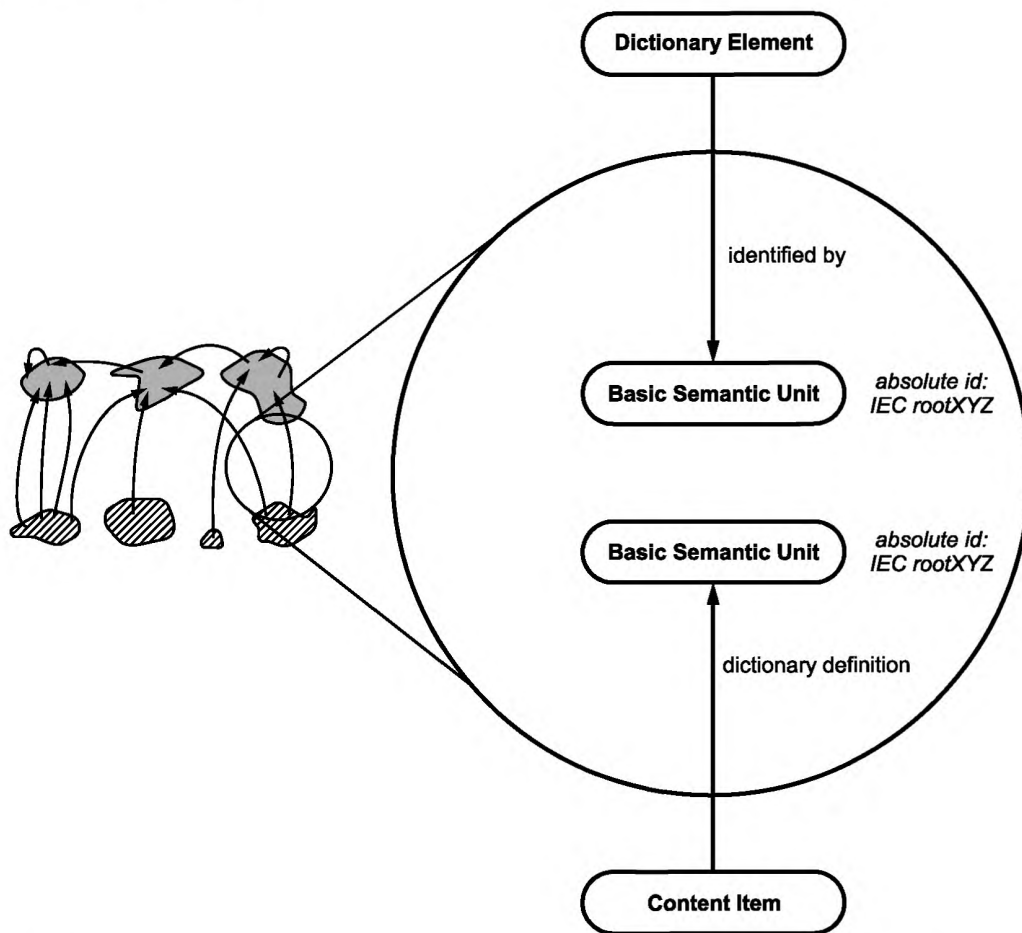 Dictionary Element
identified by
Basic Semantic Unit
absolute id:
IEC rootXYZ
Basic Semantic Unit
absolute id:
IEC rootXYZ
dictionary definition
Content Item